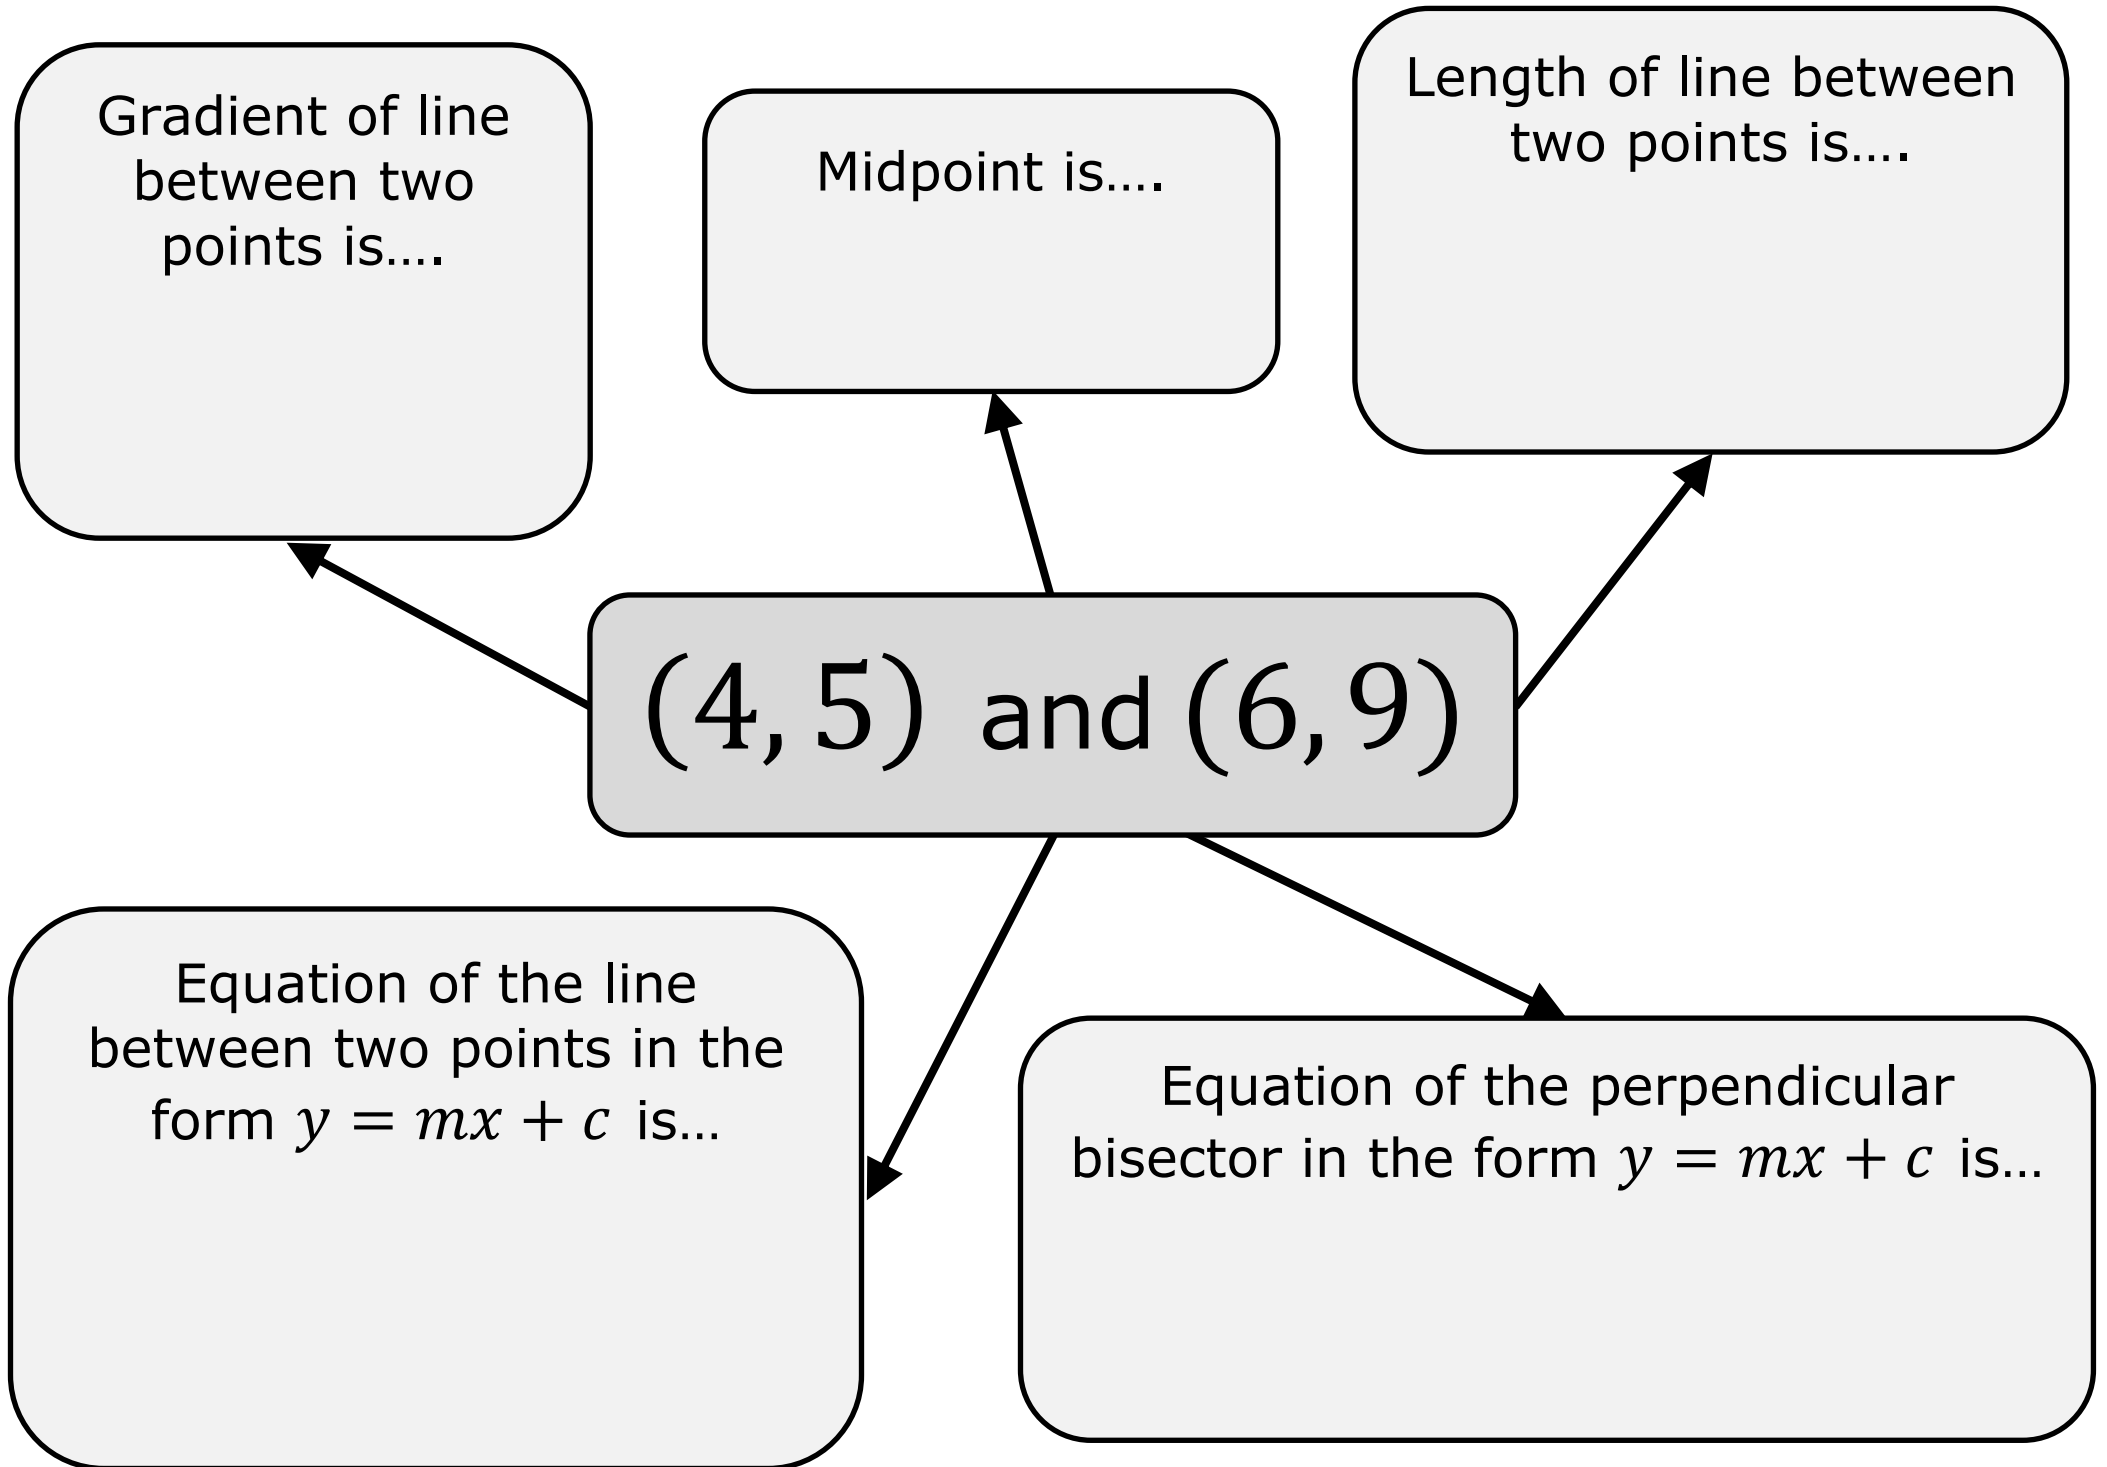 Gradient of line
between two
points is….
Midpoint is….
Length of line between
two points is….
(4, 5) and (6, 9)
Equation of the line
between two points in the
form 𝑦 = 𝑚𝑥 + 𝑐 is…
Equation of the perpendicular
bisector in the form 𝑦 = 𝑚𝑥 + 𝑐 is…